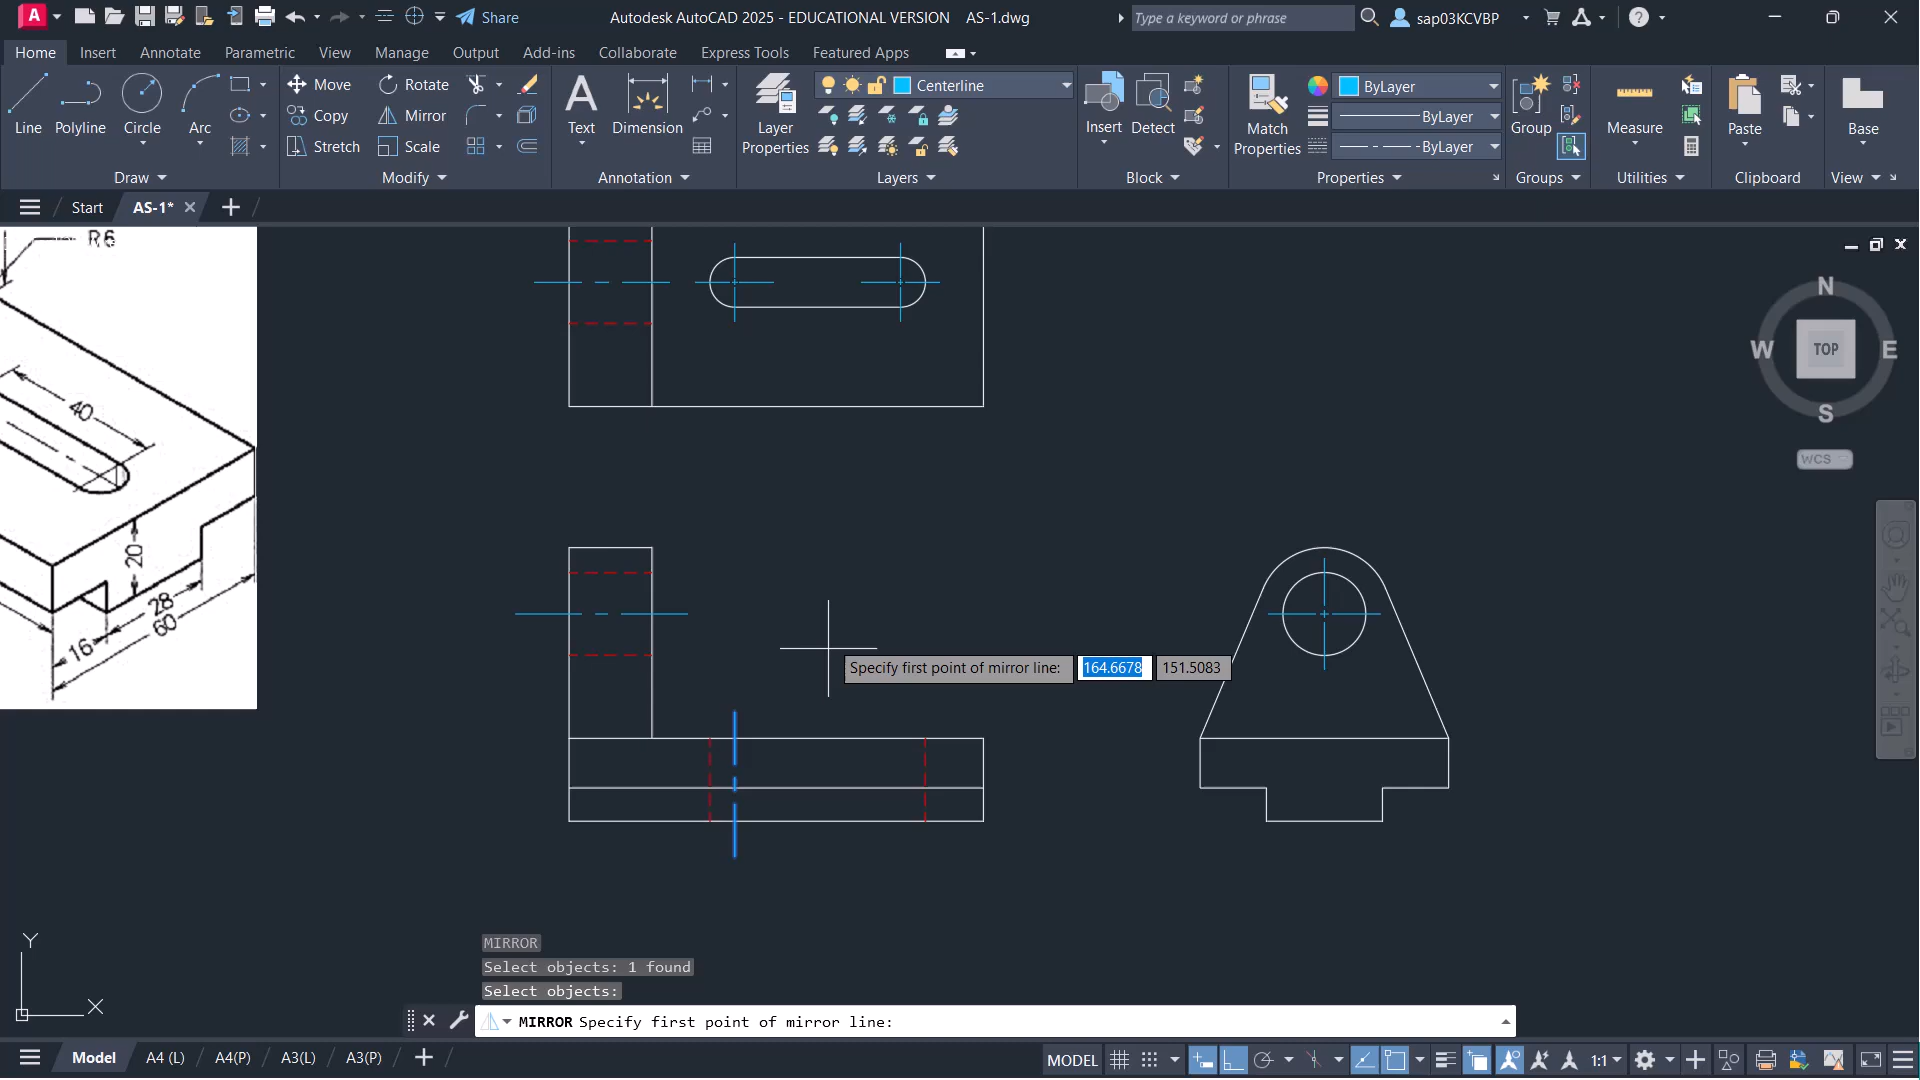 Share
Autodesk AutoCAD 2025 - EDUCATIONAL VERSION AS-1.dwg
Type a keyword or phrase
sap03KCVBP
Home Insert Annotate Parametric View Manage Output Add-ins Collaborate Express Tools Featured Apps
Line Polyline Circle Arc
Draw
Move Rotate
Copy Mirror
Stretch Scale
Modify
Text Dimension
Annotation
Layer Properties
Centerline
Layers
Insert Detect
Block
Match Properties
ByLayer
ByLayer
ByLayer
Properties
Group
Groups
Measure
Utilities
Paste
Clipboard
Base
View
Start AS-1*
R6
40
20
28
16
60
N
W TOP E
S
WCS
Specify first point of mirror line: 164.6678 151.5083
Y
X
MIRROR
Select objects: 1 found
Select objects:
MIRROR Specify first point of mirror line:
Model A4 (L) A4(P) A3(L) A3(P)
MODEL 1:1